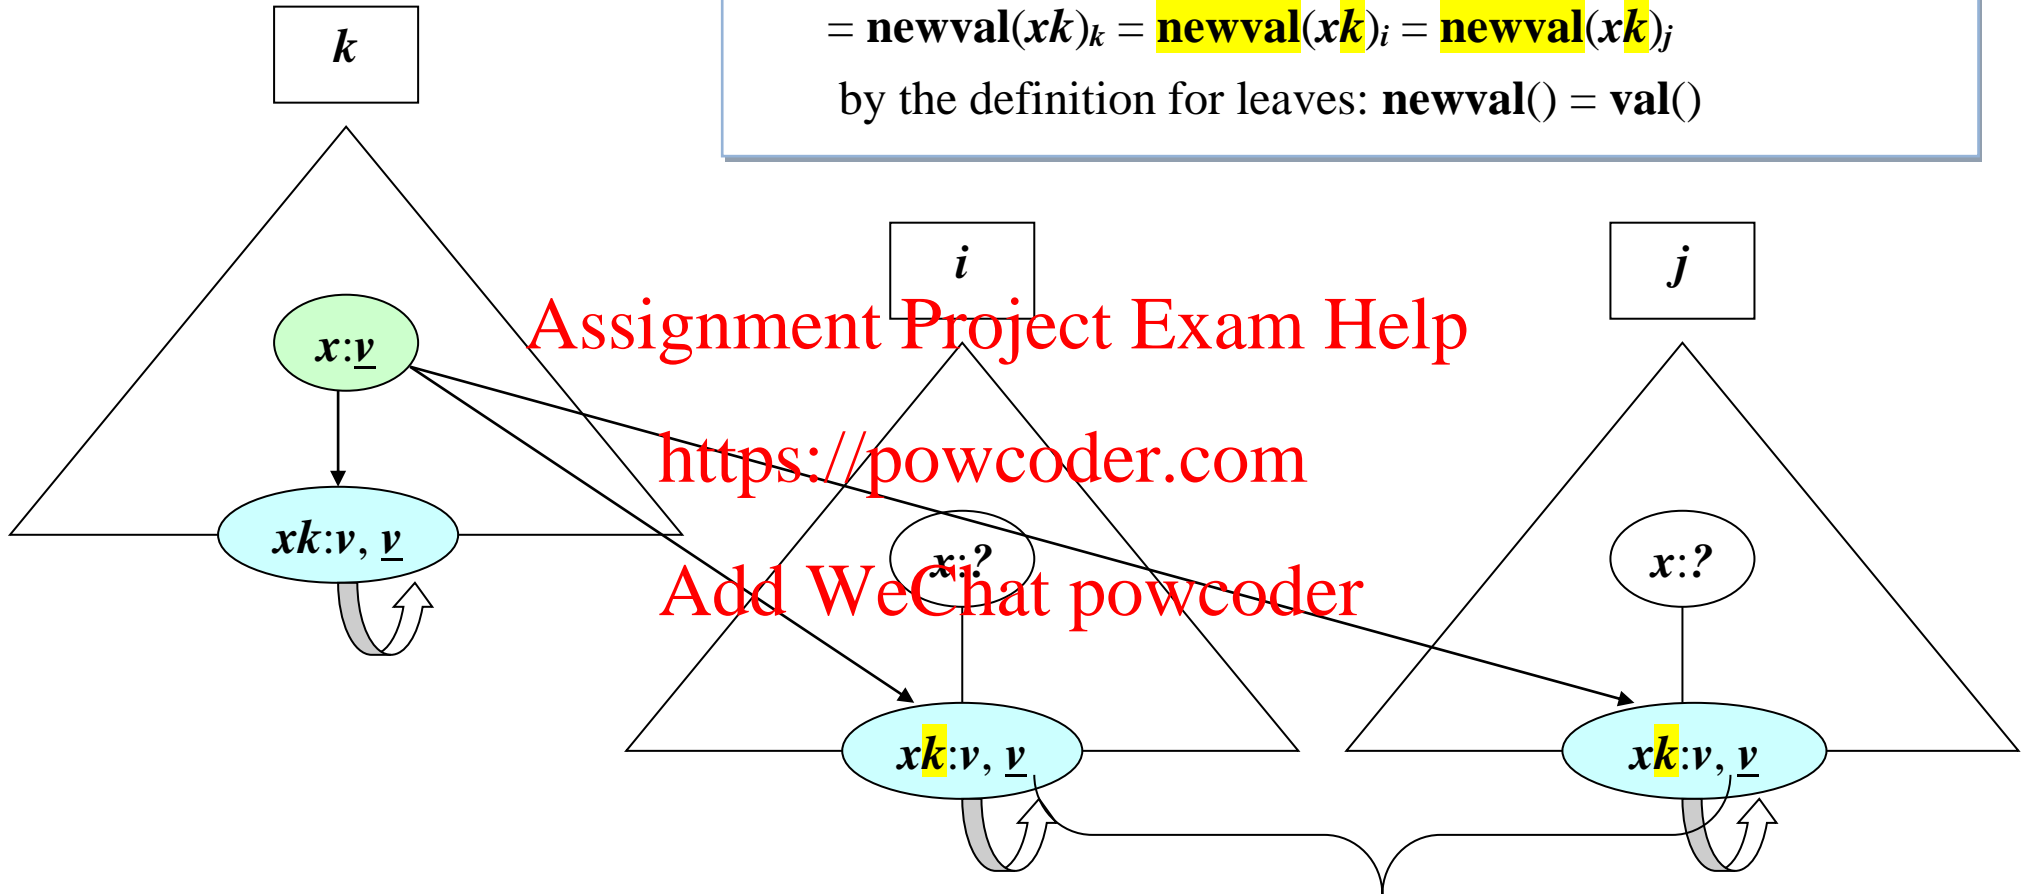 = newval(xk)k = newval(xk)i = newval(xk)j
by the definition for leaves: newval() = val()
k
i
j
Assignment Project Exam Help
x:v
https://powcoder.com
xk:v, v
x:?
x:?
Add WeChat powcoder
xk:v, v
xk:v, v